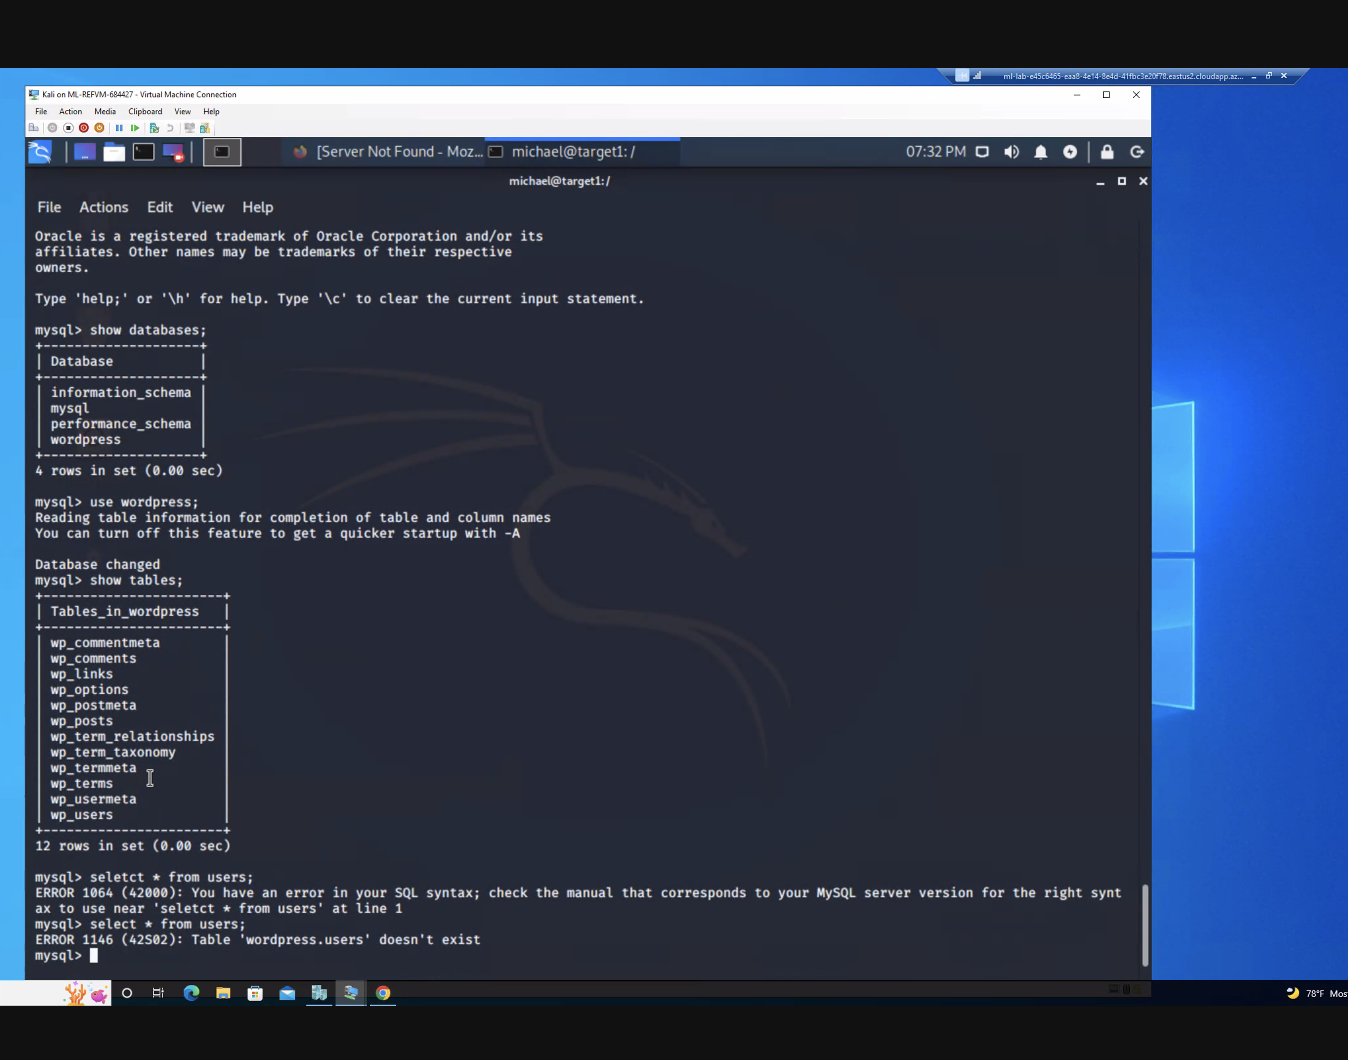 ml-lab-e45c6465-eaa8-4e14-8e4d-41fbc3e20f78.eastus2.cloudapp.az...
Kali on ML-REFVM-684427 - Virtual Machine Connection
File Action Media Clipboard View Help
[Server Not Found - Moz... michael@target1: / 07:32 PM
michael@target1: /
File Actions Edit View Help
Oracle is a registered trademark of Oracle Corporation and/or its
affiliates. Other names may be trademarks of their respective
owners.
Type 'help;' or '\h' for help. Type '\c' to clear the current input statement.
mysql> show databases;
+--------------------+
| Database           |
+--------------------+
| information_schema |
| mysql              |
| performance_schema |
| wordpress          |
+--------------------+
4 rows in set (0.00 sec)
mysql> use wordpress;
Reading table information for completion of table and column names
You can turn off this feature to get a quicker startup with -A
Database changed
mysql> show tables;
+-----------------------+
| Tables_in_wordpress   |
+-----------------------+
| wp_commentmeta        |
| wp_comments           |
| wp_links              |
| wp_options            |
| wp_postmeta           |
| wp_posts              |
| wp_term_relationships |
| wp_term_taxonomy      |
| wp_termmeta           |
| wp_terms              |
| wp_usermeta           |
| wp_users              |
+-----------------------+
12 rows in set (0.00 sec)
mysql> seletct * from users;
ERROR 1064 (42000): You have an error in your SQL syntax; check the manual that corresponds to your MySQL server version for the right synt
ax to use near 'seletct * from users' at line 1
mysql> select * from users;
ERROR 1146 (42S02): Table 'wordpress.users' doesn't exist
mysql>
78°F Mos